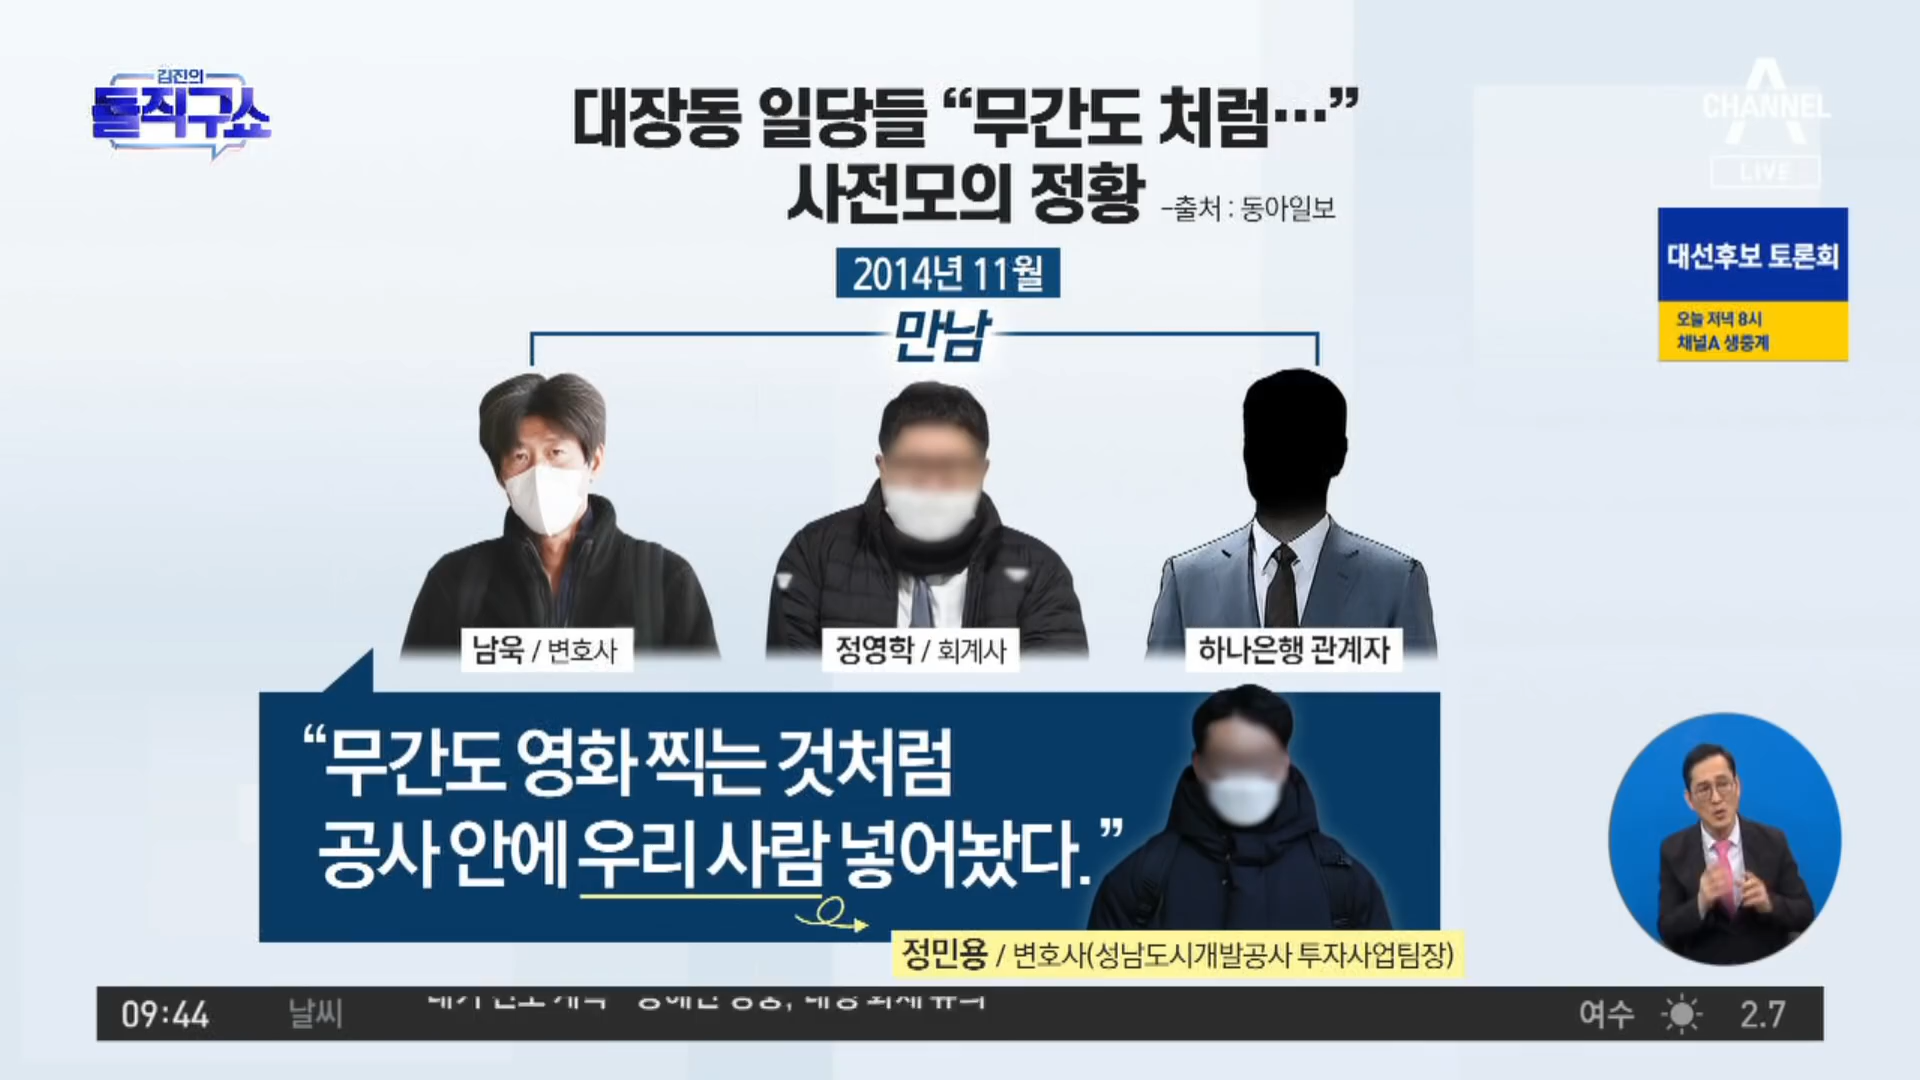 김진의
돌직구쇼
대장동 일당들 “무간도 처럼…”
사전모의 정황 -출처 : 동아일보
CHANNEL A
LIVE
대선후보 토론회
오늘 저녁 8시
채널A 생중계
2014년 11월
만남
남욱 / 변호사
정영학 / 회계사
하나은행 관계자
“무간도 영화 찍는 것처럼
공사 안에 우리 사람 넣어놨다.”
정민용 / 변호사(성남도시개발공사 투자사업팀장)
09:44 날씨
여수 2.7